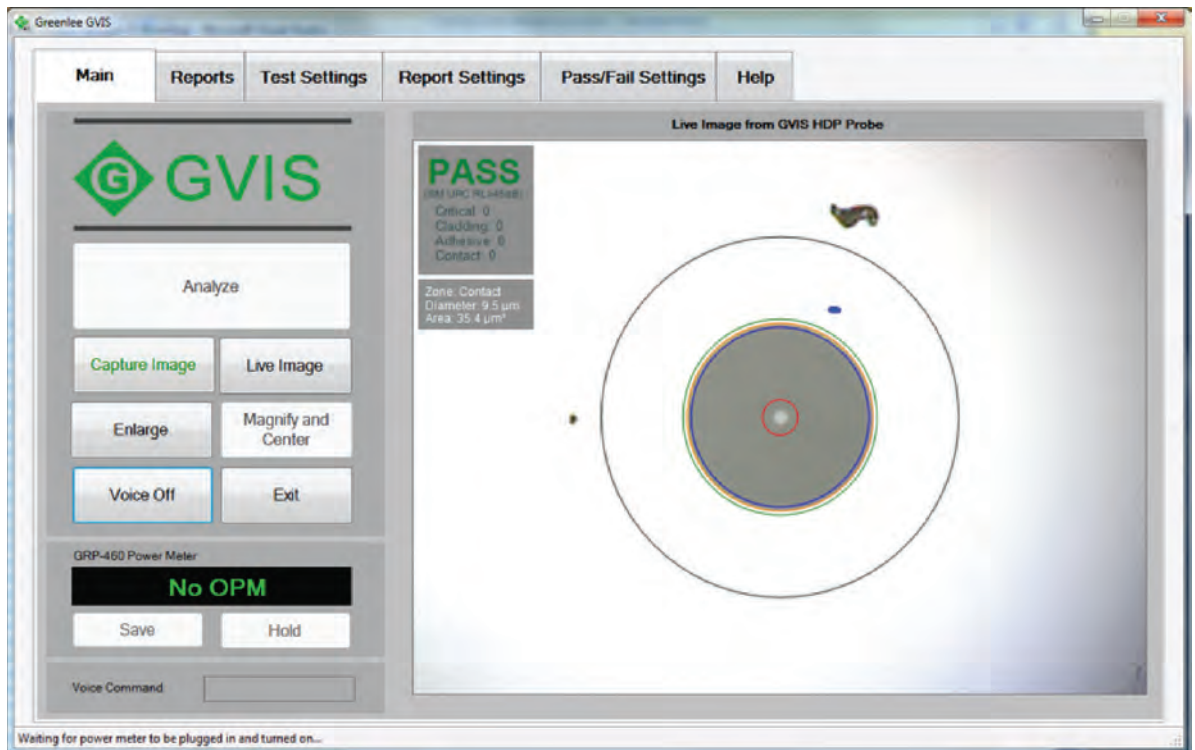 Greenlee GVIS
Main
Reports
Test Settings
Report Settings
Pass/Fail Settings
Help
G GVIS
Analyze
Capture Image
Live Image
Enlarge
Magnify and
Center
Voice Off
Exit
GRP-460 Power Meter
No OPM
Save
Hold
Voice Command
Live Image from GVIS HDP Probe
PASS
Critical: 0
Cladding: 0
Adhesive: 0
Contact: 0
Zone: Contact
Diameter: 9.5 µm
Area: 35.4 µm²
Waiting for power meter to be plugged in and turned on...